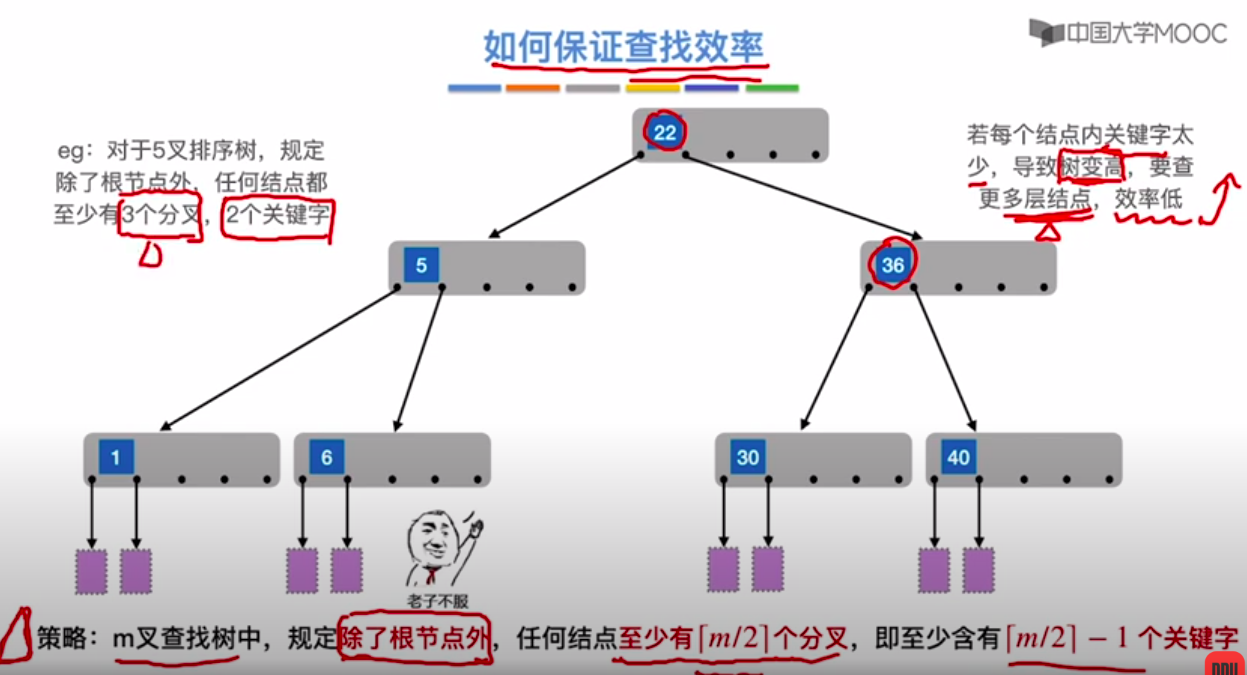 如何保证查找效率
中国大学MOOC
eg：对于5叉排序树，规定
除了根节点外，任何结点都
至少有3个分叉，2个关键字
若每个结点内关键字太
少，导致树变高，要查
更多层结点，效率低
22
5
36
1
6
30
40
老子不服
策略：m叉查找树中，规定除了根节点外，任何结点至少有⌈m/2⌉个分叉，即至少含有⌈m/2⌉ − 1 个关键字